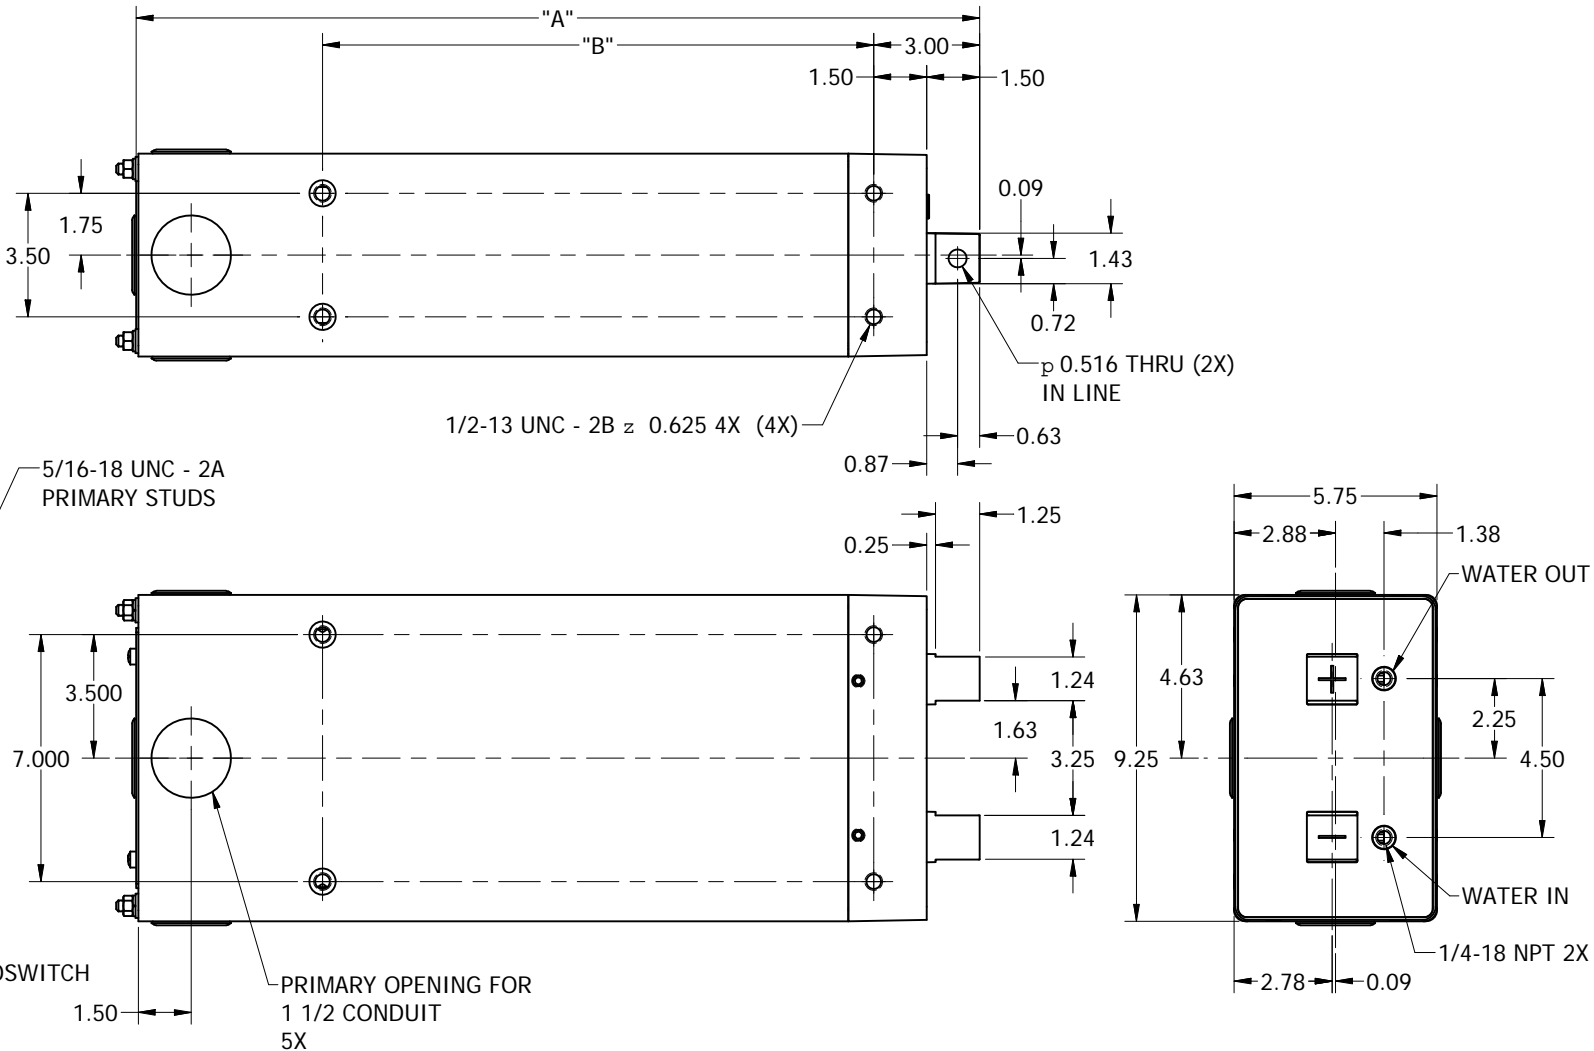 "A"
"B"
3.00
1.50
1.50
0.09
1.75
3.50
1.43
0.72
p 0.516 THRU (2X)
IN LINE
1/2-13 UNC - 2B z 0.625 4X (4X)
0.63
0.87
5/16-18 UNC - 2A
PRIMARY STUDS
1.25
0.25
5.75
2.88
1.38
WATER OUT
3.500
7.000
1.24
1.63
3.25
1.24
4.63
9.25
2.25
4.50
WATER IN
1/4-18 NPT 2X
2.78
0.09
OSWITCH
1.50
PRIMARY OPENING FOR
1 1/2 CONDUIT
5X